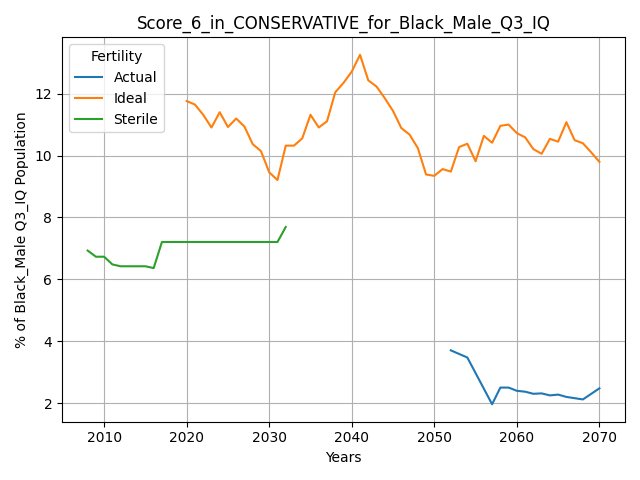 Score_6_in_CONSERVATIVE_for_Black_Male_Q3_IQ
Fertility
Actual
Ideal
Sterile
% of Black_Male Q3_IQ Population
12
10
8
6
4
2
2010 2020 2030 2040 2050 2060 2070
Years